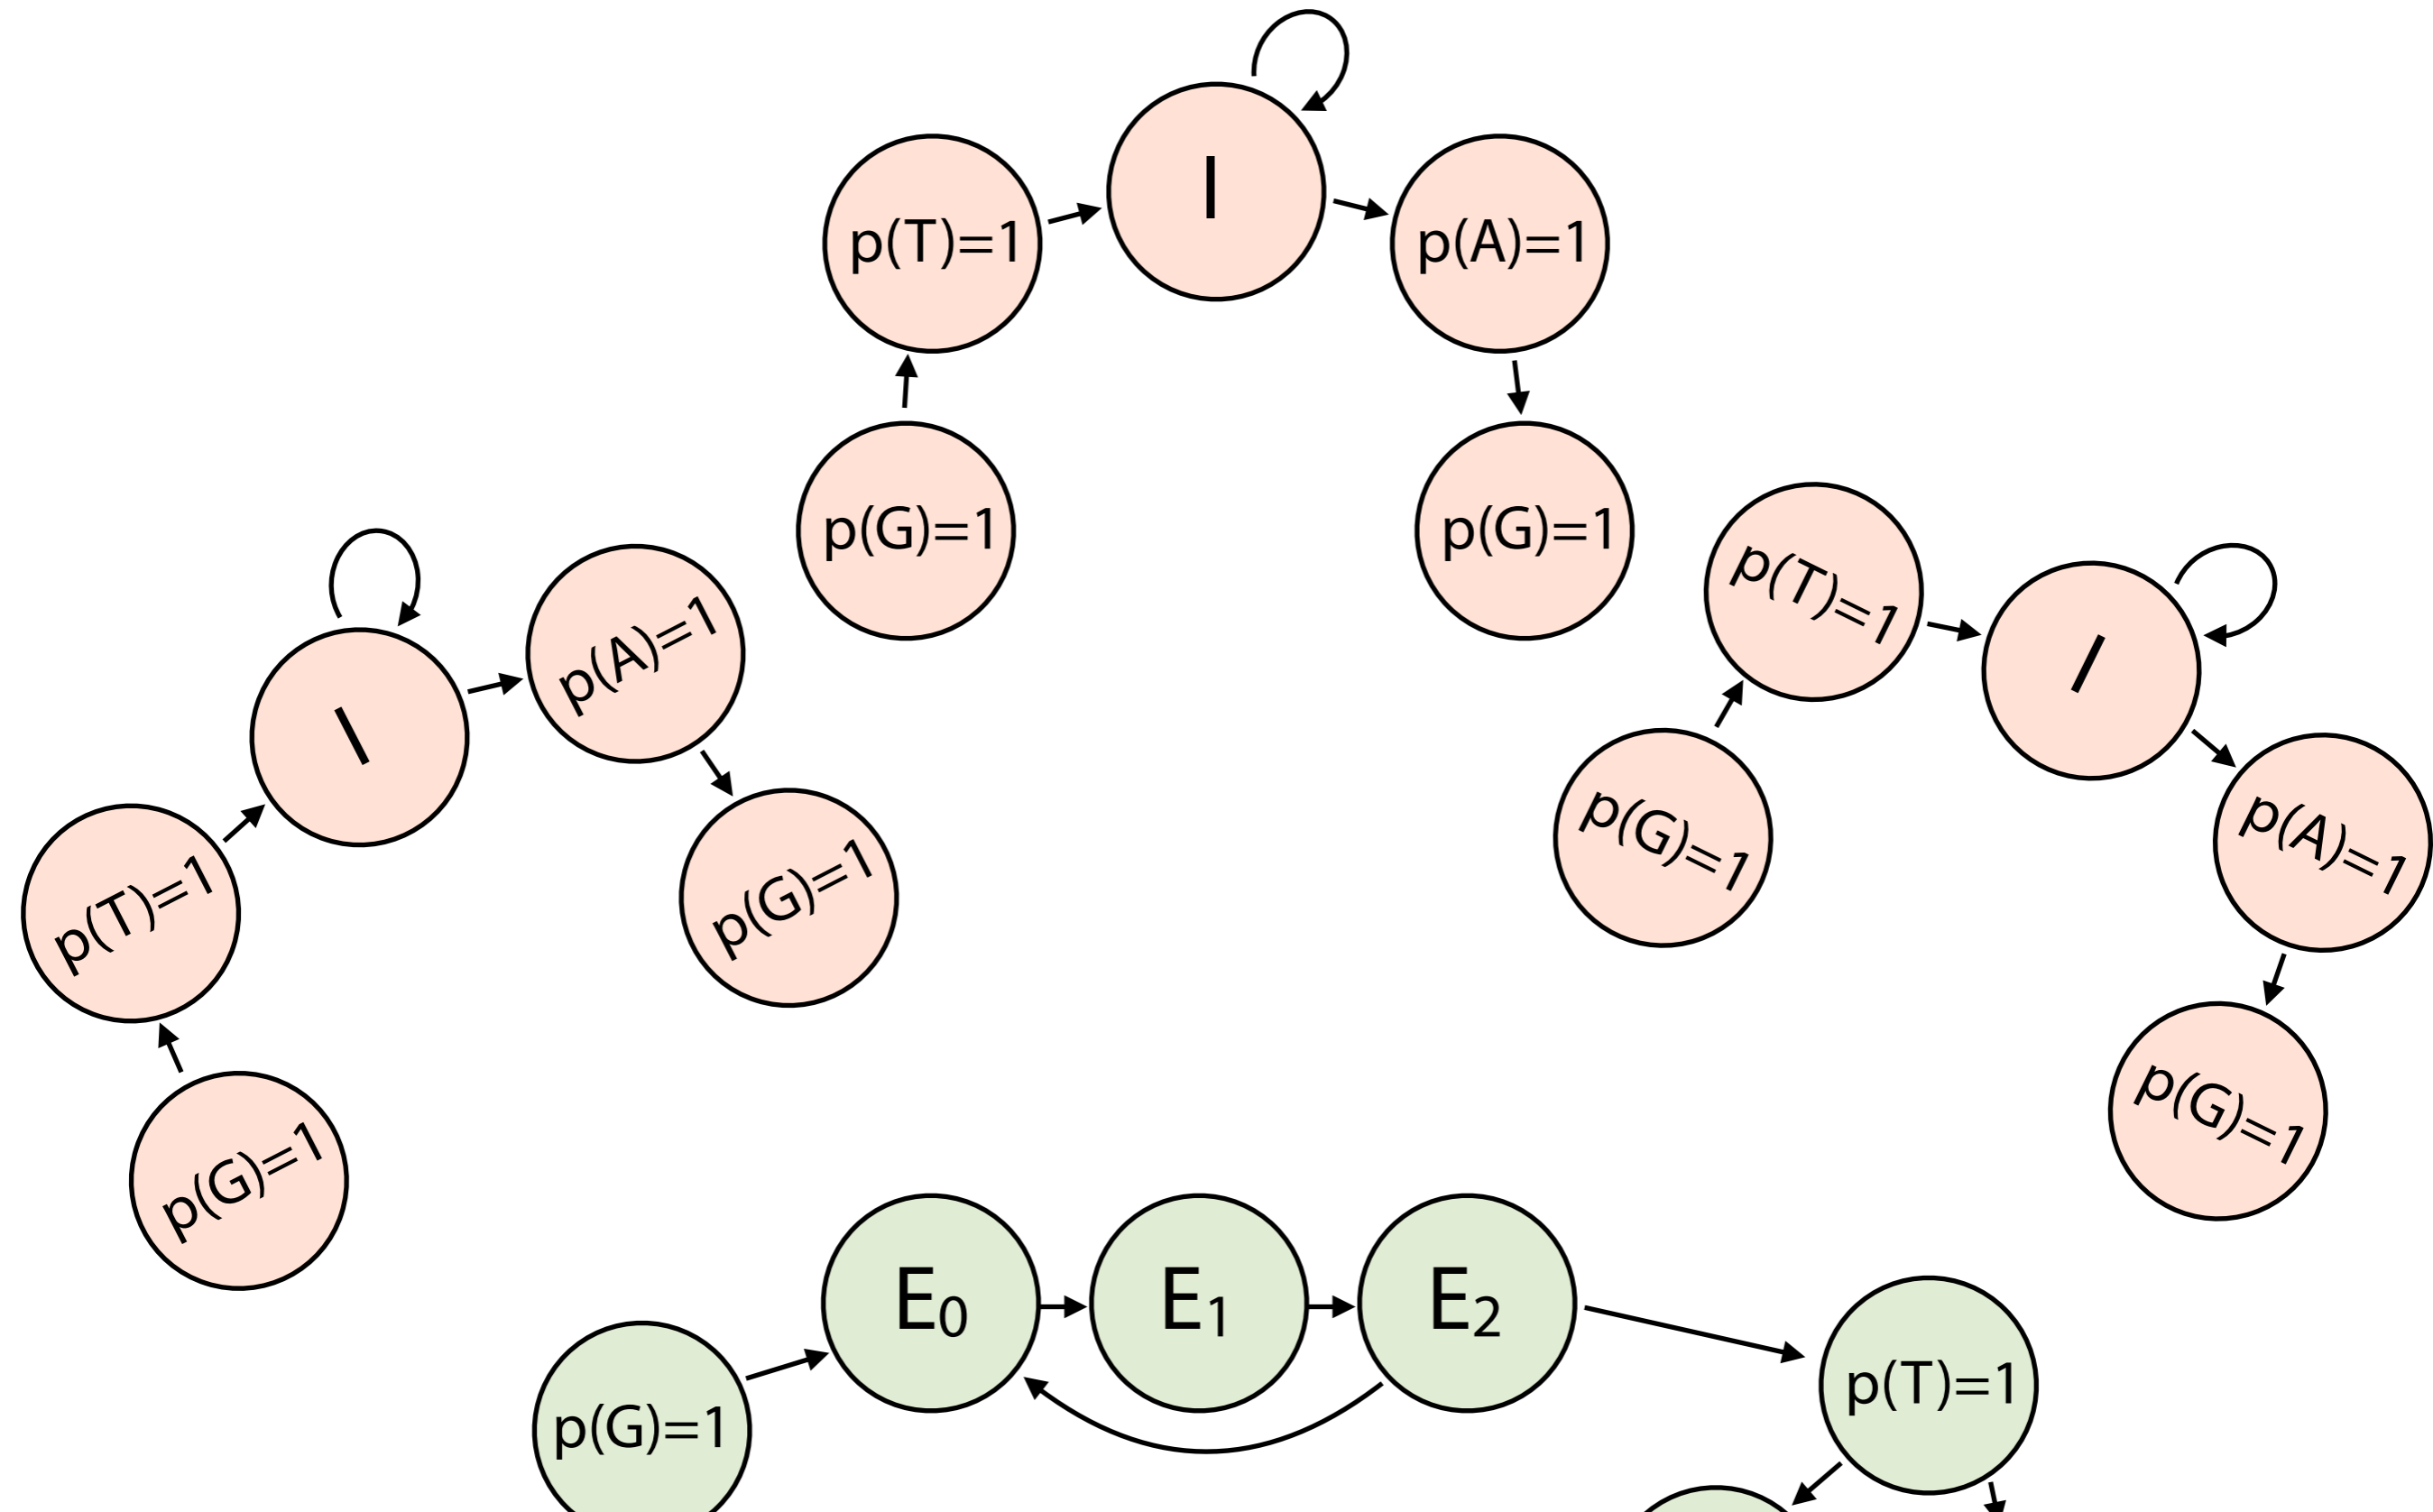 I
p(T)=1
p(A)=1
p(G)=1
p(G)=1
p(T)=1
I
p(A)=1
I
p(G)=1
p(A)=1
p(T)=1
p(G)=1
p(G)=1
p(G)=1
E₀
E₁
E₂
p(T)=1
p(G)=1